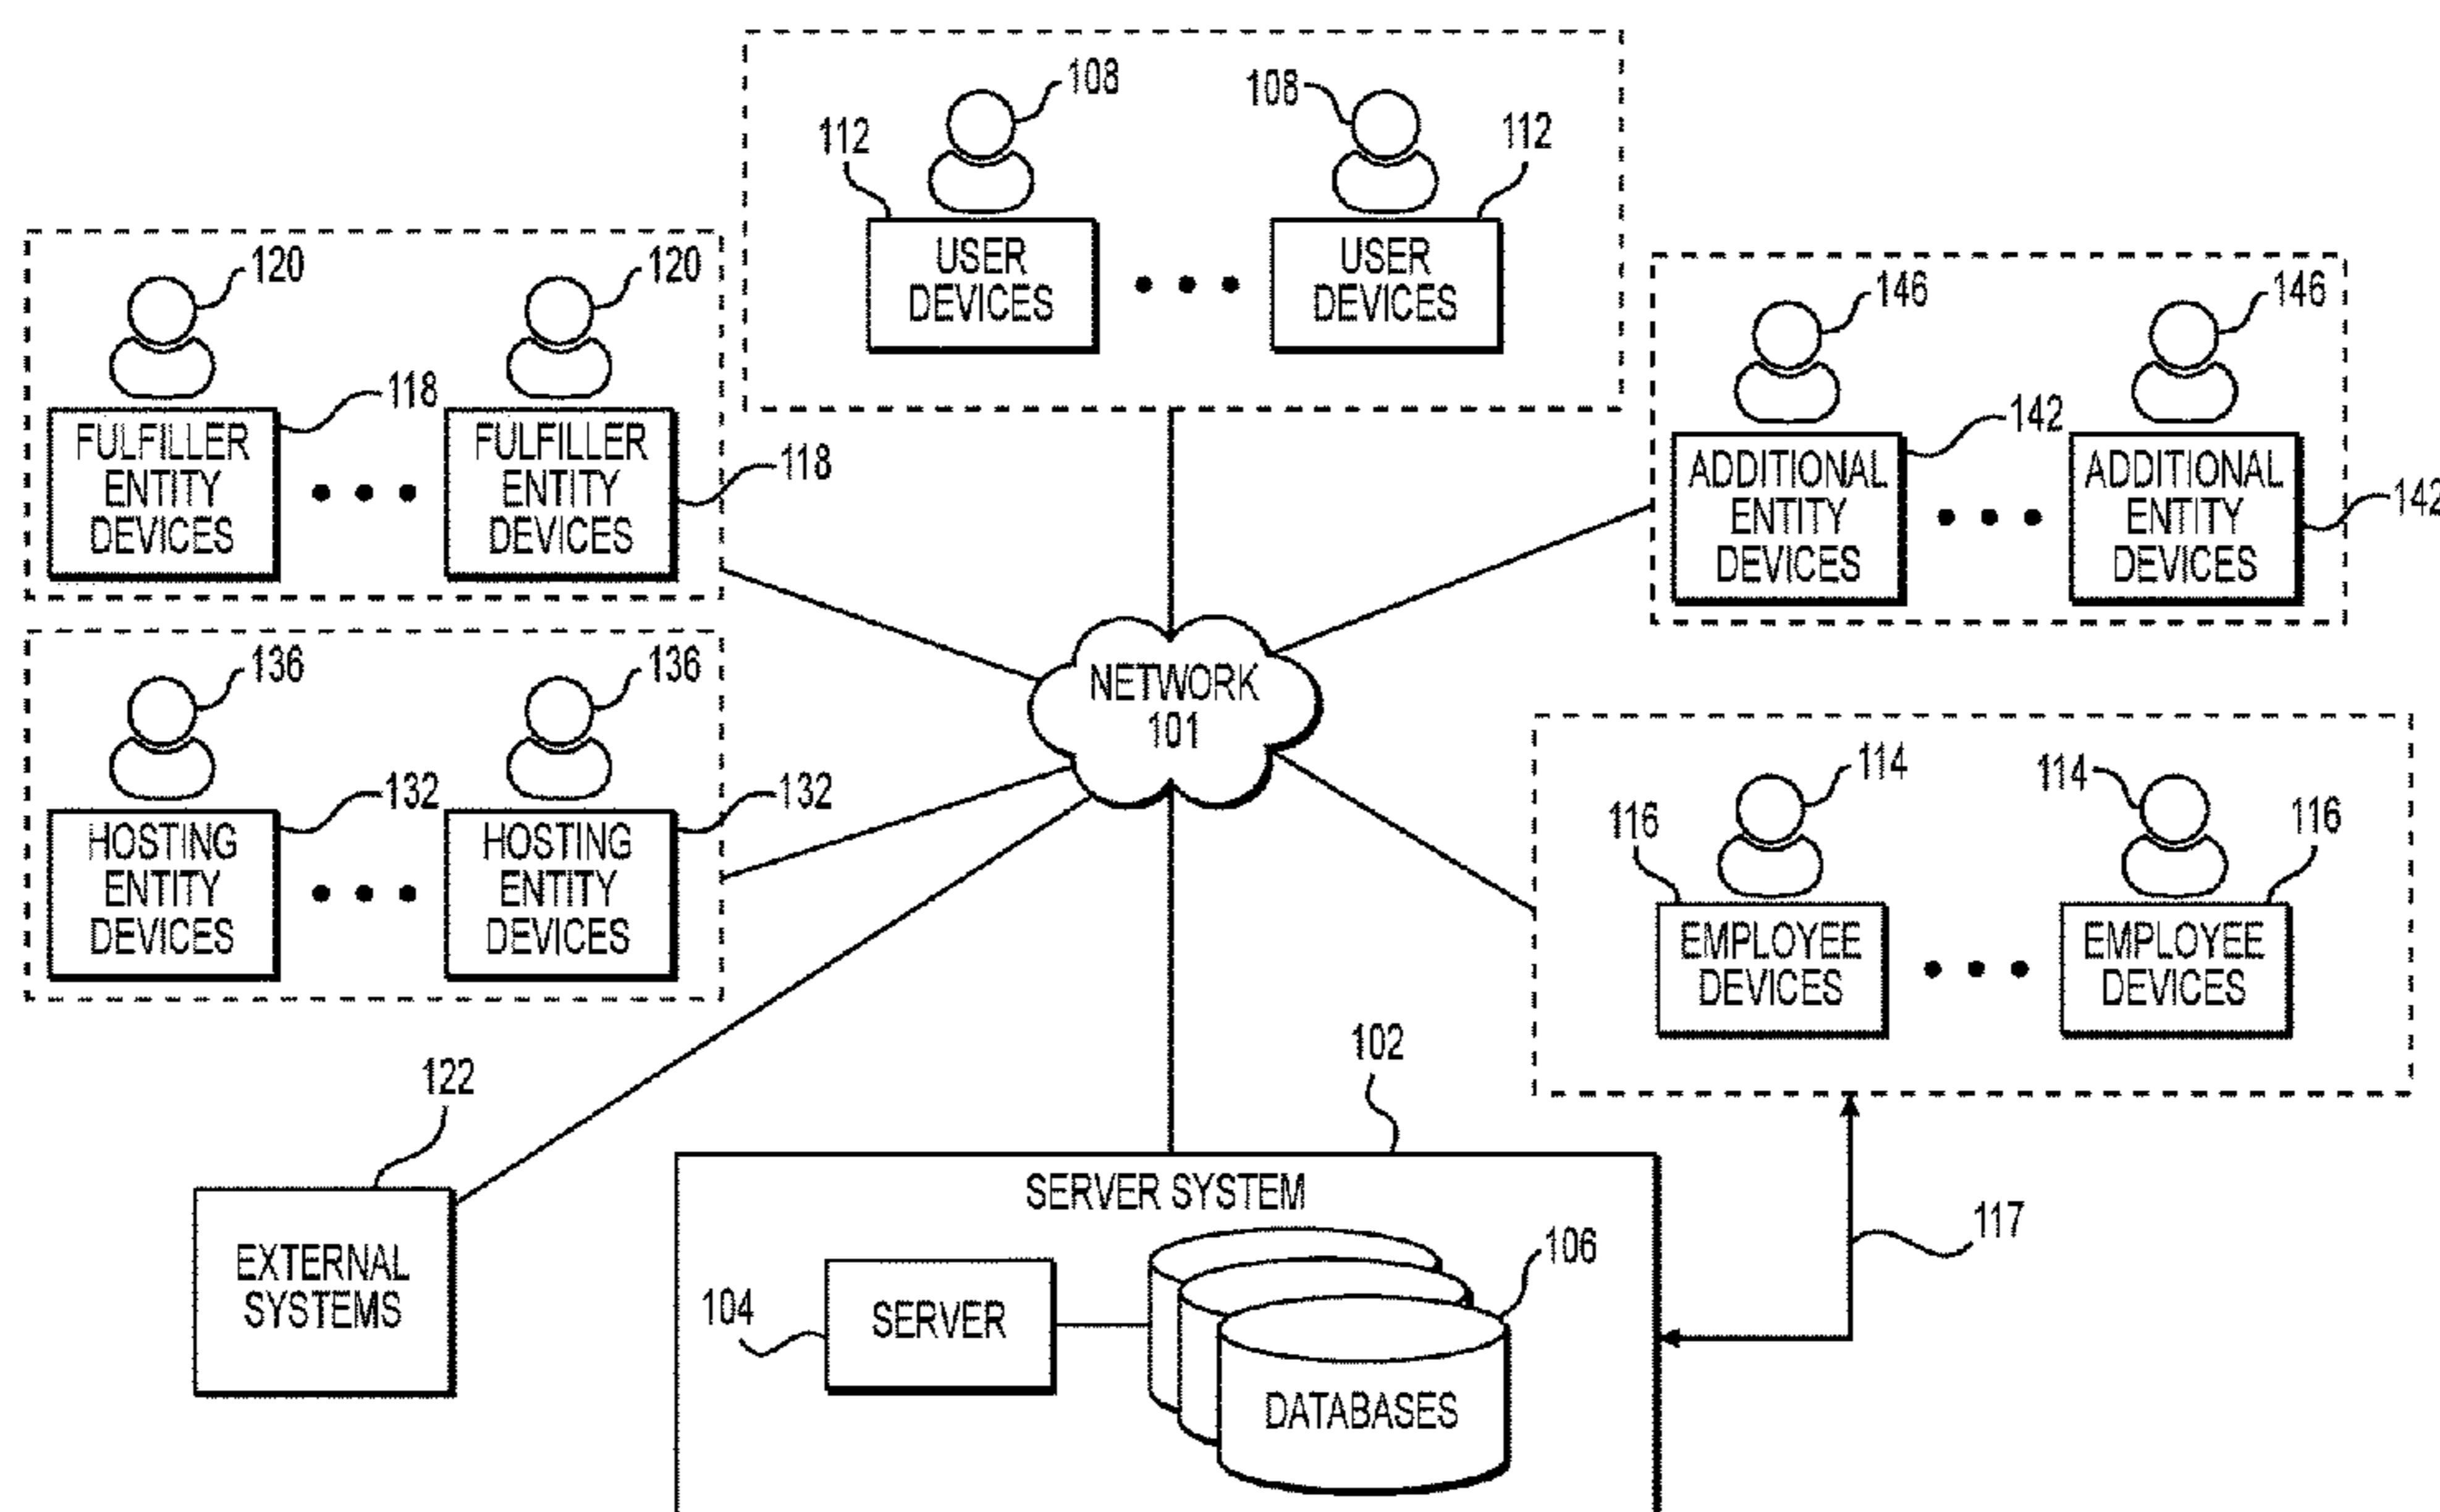 108
108
112
112
USER
DEVICES
USER
DEVICES
120
120
118
118
FULFILLER
ENTITY
DEVICES
FULFILLER
ENTITY
DEVICES
146
146
142
142
ADDITIONAL
ENTITY
DEVICES
ADDITIONAL
ENTITY
DEVICES
NETWORK
101
136
136
132
132
HOSTING
ENTITY
DEVICES
HOSTING
ENTITY
DEVICES
114
114
116
116
EMPLOYEE
DEVICES
EMPLOYEE
DEVICES
122
EXTERNAL
SYSTEMS
102
SERVER SYSTEM
104
SERVER
106
DATABASES
117